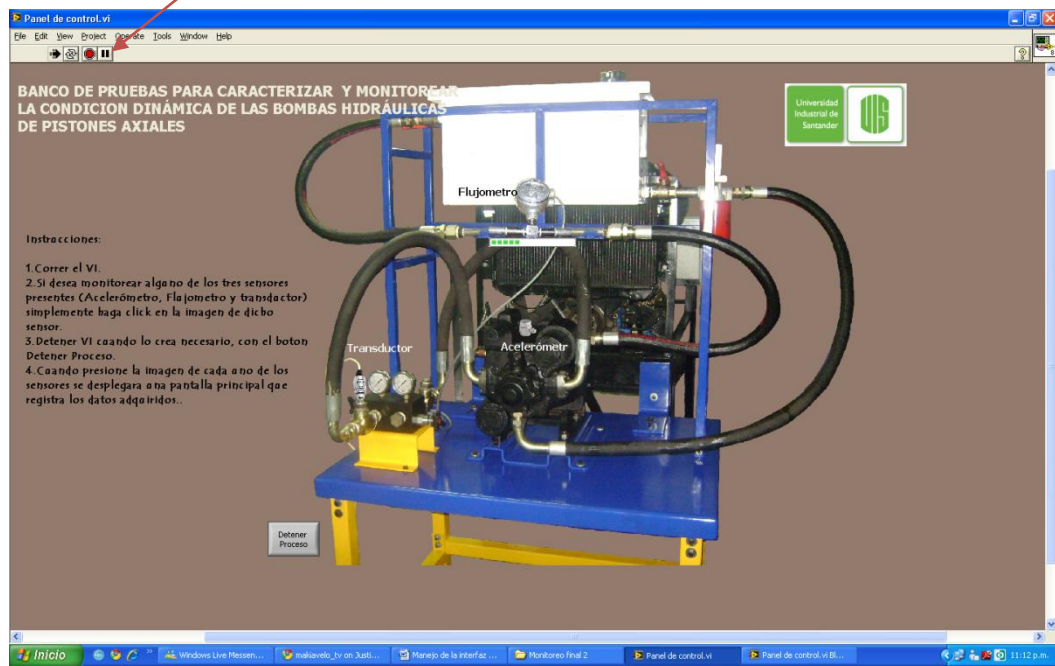 Panel de control.vi
File Edit View Project Operate Tools Window Help
BANCO DE PRUEBAS PARA CARACTERIZAR Y MONITOREAR
LA CONDICION DINÁMICA DE LAS BOMBAS HIDRÁULICAS
DE PISTONES AXIALES
Universidad
Industrial de
Santander
UIS
Flujometro
Instrucciones:
1.Correr el VI.
2.Si desea monitorear alguno de los tres sensores
presentes (Acelerómetro, Flujometro y transductor)
simplemente haga click en la imagen de dicho
sensor.
3.Detener VI cuando lo crea necesario, con el boton
Detener Proceso.
4.Cuando presione la imagen de cada uno de los
sensores se desplegara una pantalla principal que
registra los datos adquiridos..
Transductor
Acelerómetr
Detener
Proceso
Inicio
Windows Live Messen...
makiavelo_tv on Justi...
Manejo de la interfaz ...
Monitoreo final 2
Panel de control.vi
Panel de control.vi Bl...
11:12 p.m.